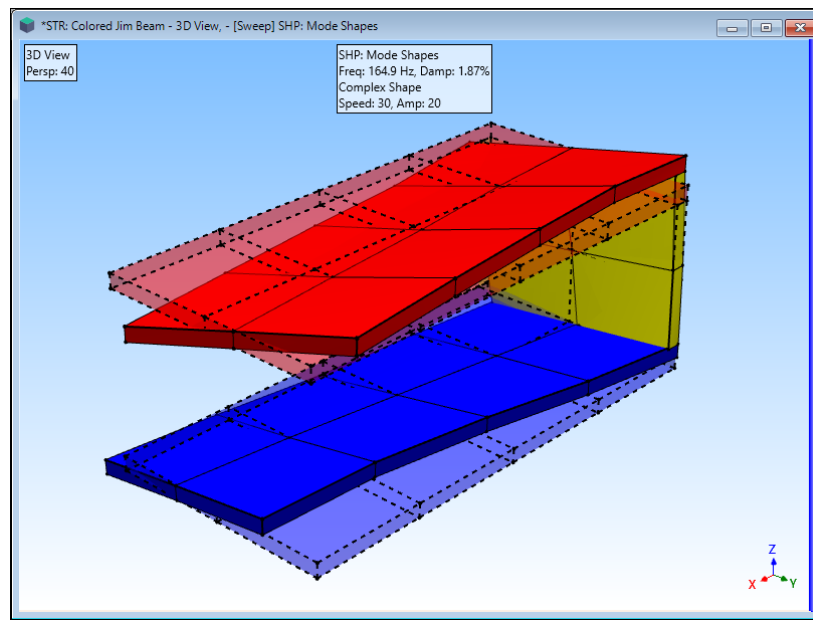 *STR: Colored Jim Beam - 3D View, - [Sweep] SHP: Mode Shapes
3D View
Persp: 40
SHP: Mode Shapes
Freq: 164.9 Hz, Damp: 1.87%
Complex Shape
Speed: 30, Amp: 20
Z
X
Y